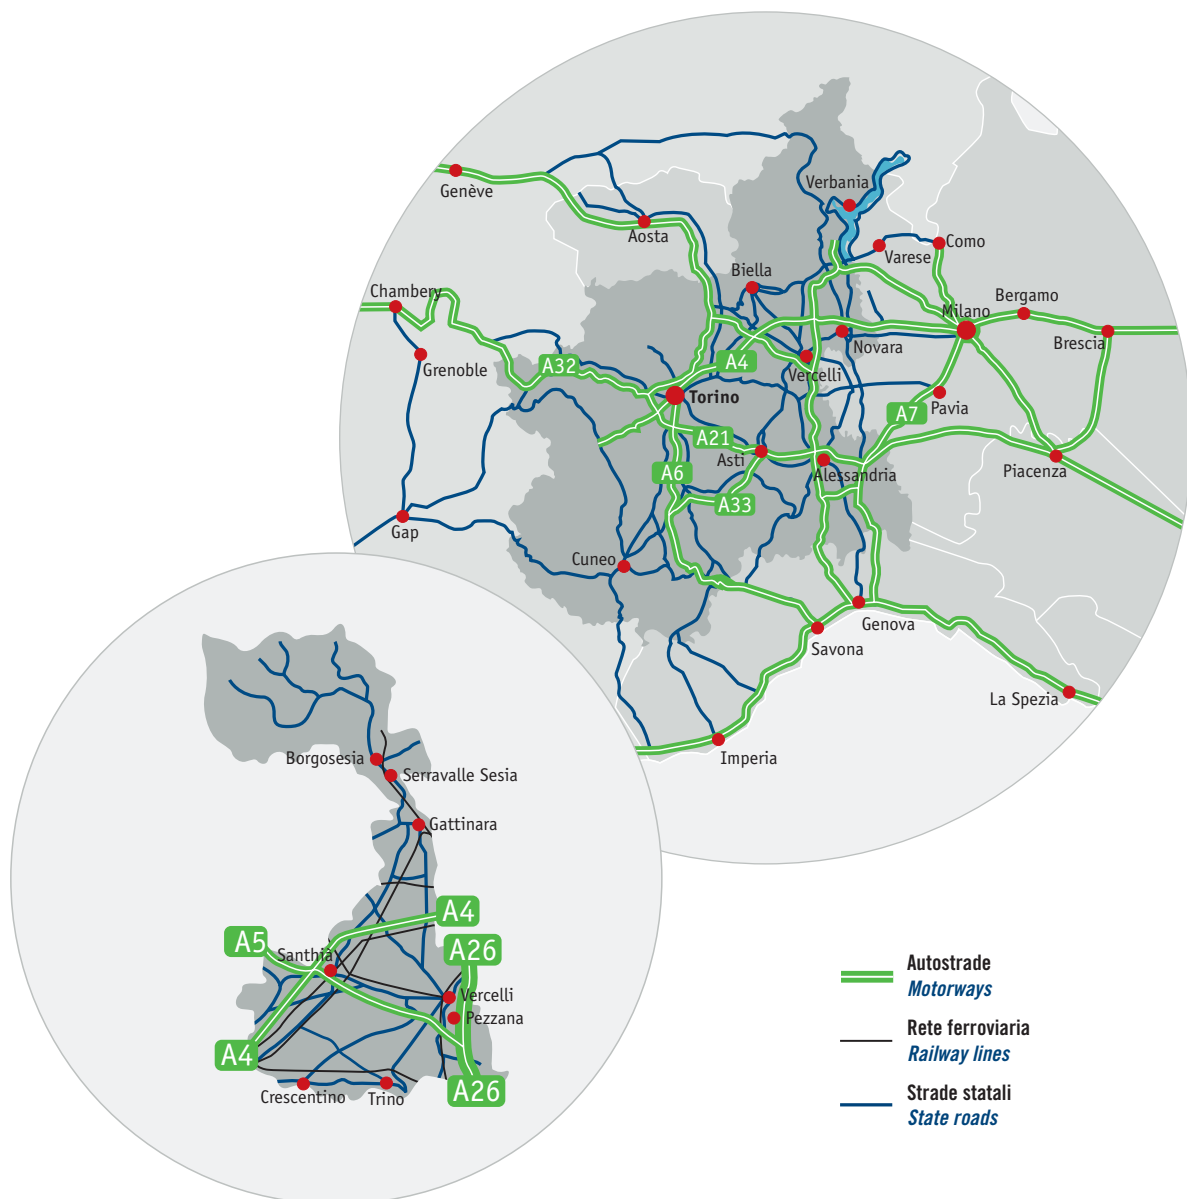 Verbania
Genève
Aosta
Varese
Como
Biella
Chambery
Bergamo
Milano
Novara
Brescia
Grenoble
A32
A4
Vercelli
Torino
A7
Pavia
A21
Asti
A6
Alessandria
Piacenza
A33
Gap
Cuneo
Genova
Savona
La Spezia
Imperia
Borgosesia
Serravalle Sesia
Gattinara
A4
A5
A26
Santhià
Vercelli
Pezzana
A4
A26
Crescentino
Trino
Autostrade
Motorways
Rete ferroviaria
Railway lines
Strade statali
State roads